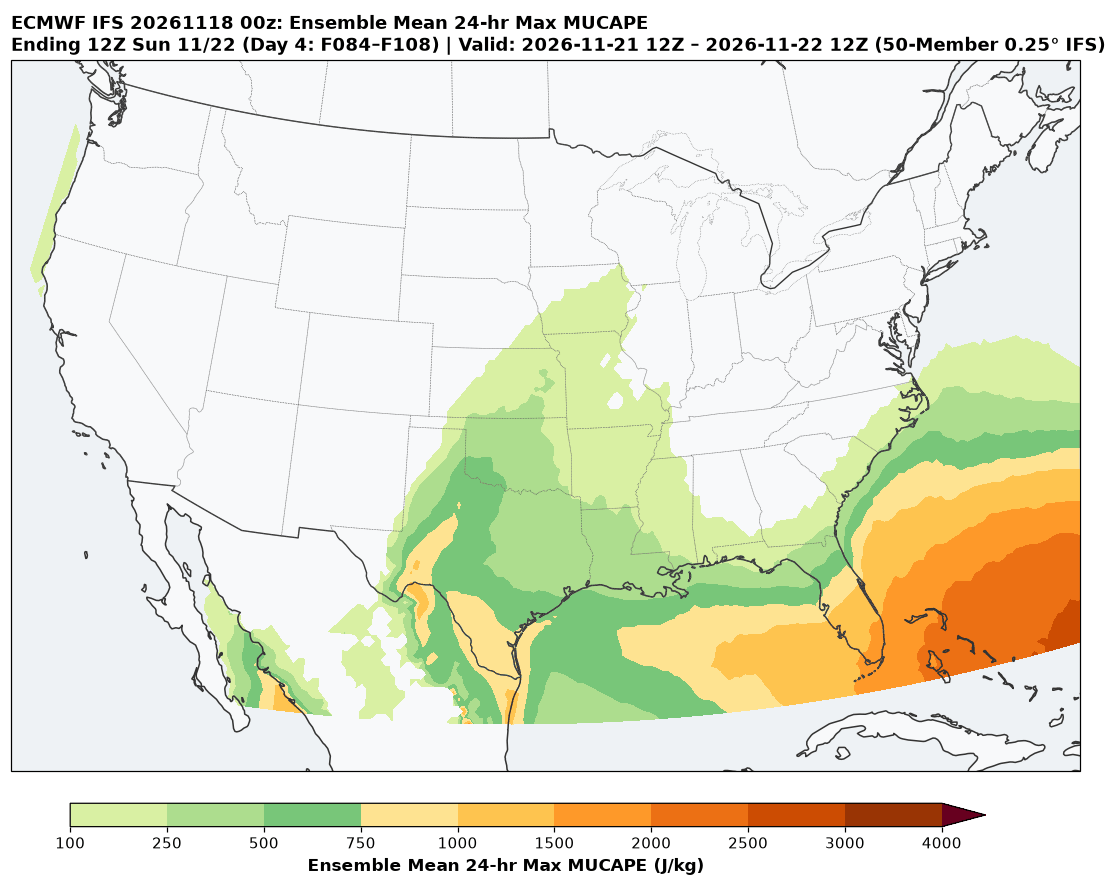 ECMWF IFS 20261118 00z: Ensemble Mean 24-hr Max MUCAPE
Ending 12Z Sun 11/22 (Day 4: F084–F108) | Valid: 2026-11-21 12Z – 2026-11-22 12Z (50-Member 0.25° IFS)
100 250 500 750 1000 1500 2000 2500 3000 4000
Ensemble Mean 24-hr Max MUCAPE (J/kg)